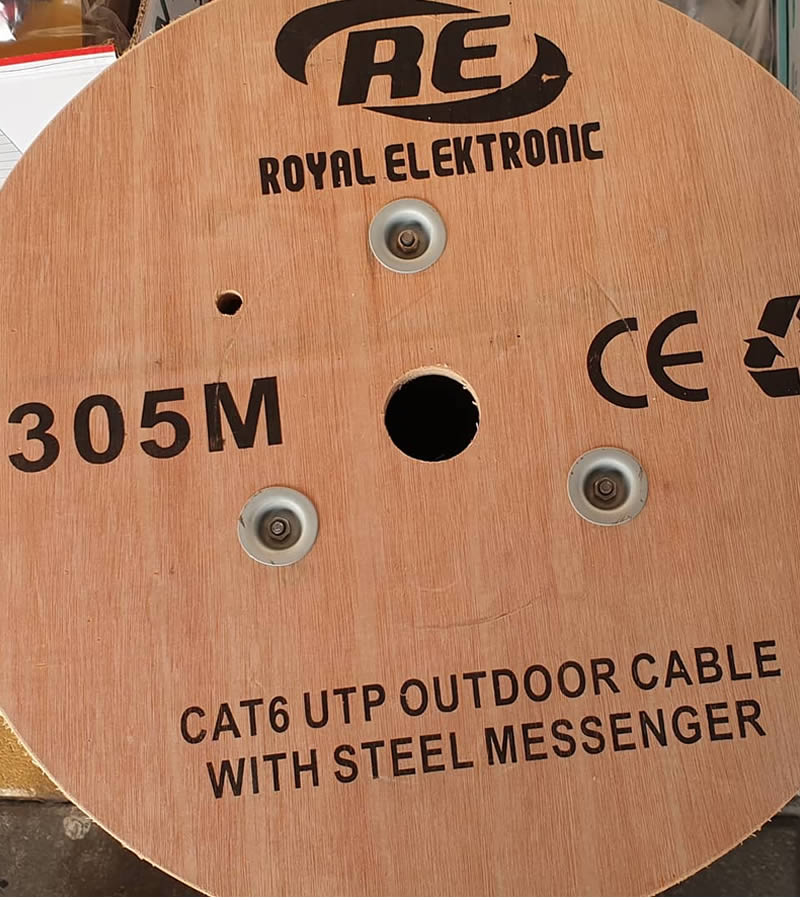 RE
ROYAL ELEKTRONIC
305M
CE
CAT6 UTP OUTDOOR CABLE
WITH STEEL MESSENGER